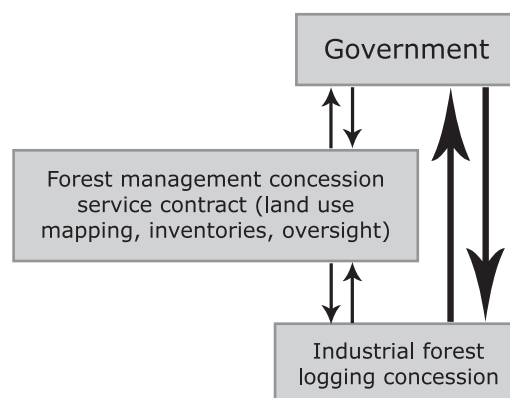 Government
Forest management concession
service contract (land use
mapping, inventories, oversight)
Industrial forest
logging concession